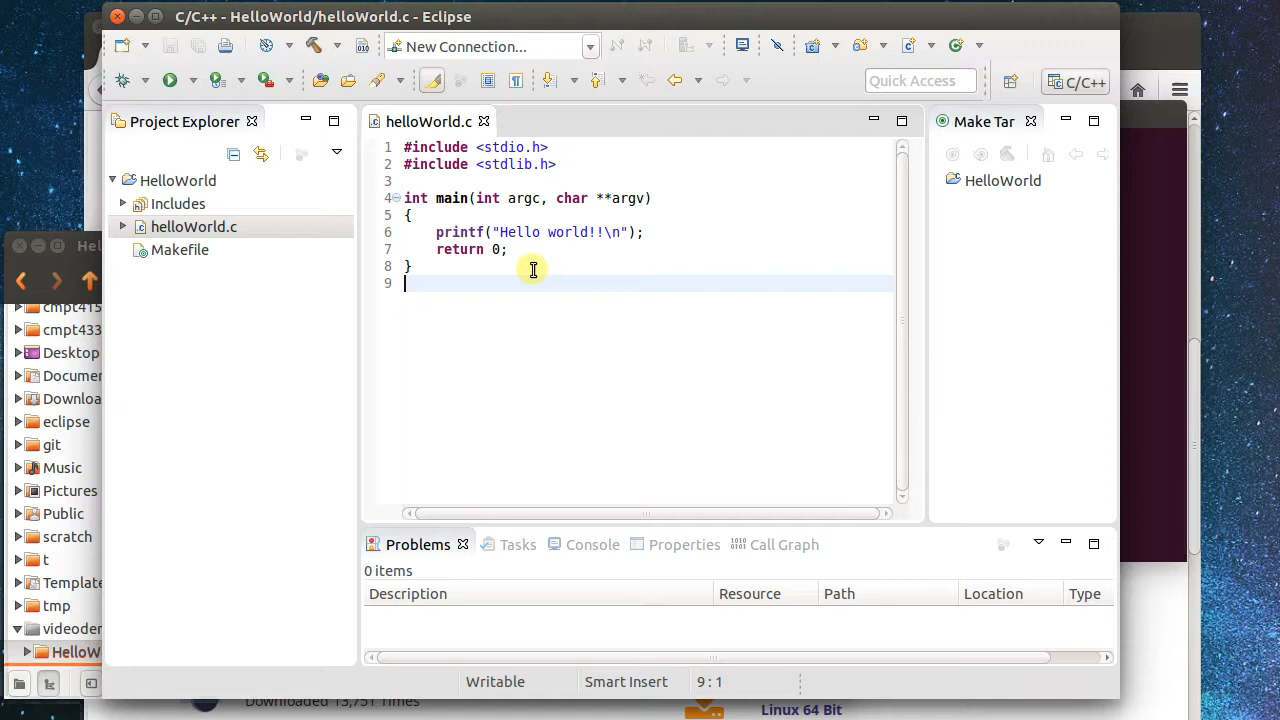 C/C++ - HelloWorld/helloWorld.c - Eclipse
New Connection...
Quick Access
C/C++
Project Explorer
HelloWorld
Includes
helloWorld.c
Makefile
helloWorld.c
1 #include <stdio.h>
2 #include <stdlib.h>
3
4 int main(int argc, char **argv)
5 {
6 printf("Hello world!!\n");
7 return 0;
8 }
9
Make Tar
HelloWorld
Problems
Tasks
Console
Properties
Call Graph
0 items
Description
Resource
Path
Location
Type
Writable
Smart Insert
9 : 1
He
cmpt415
cmpt433
Desktop
Documen
Downloa
eclipse
git
Music
Pictures
Public
scratch
t
Template
tmp
videoder
HelloW
Downloaded 13,751 Times
Linux 64 Bit